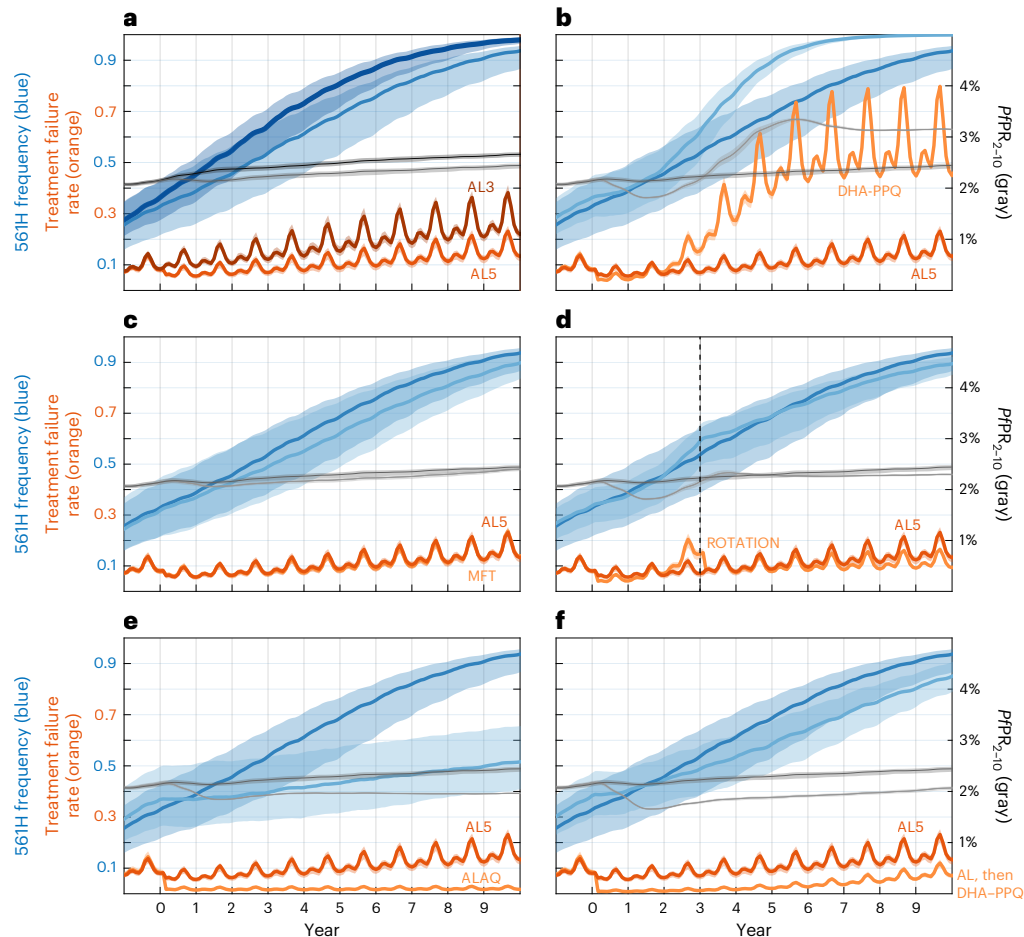 a
b
561H frequency (blue)
Treatment failure
rate (orange)
0.9
0.7
0.5
0.3
0.1
AL3
AL5
DHA-PPQ
AL5
4%
3%
2%
1%
PfPR2–10 (gray)
c
d
561H frequency (blue)
Treatment failure
rate (orange)
0.9
0.7
0.5
0.3
0.1
AL5
MFT
ROTATION
AL5
4%
3%
2%
1%
PfPR2–10 (gray)
e
f
561H frequency (blue)
Treatment failure
rate (orange)
0.9
0.7
0.5
0.3
0.1
AL5
ALAQ
AL5
AL, then
DHA–PPQ
4%
3%
2%
1%
PfPR2–10 (gray)
0 1 2 3 4 5 6 7 8 9
Year
0 1 2 3 4 5 6 7 8 9
Year